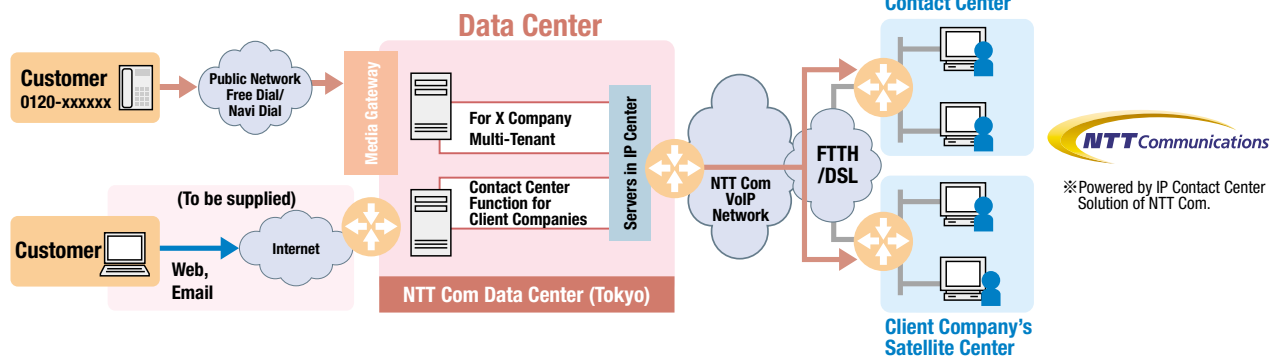 Contact Center
Data Center
Customer
0120-xxxxxx
Public Network
Free Dial/
Navi Dial
Media Gateway
For X Company
Multi-Tenant
Contact Center
Function for
Client Companies
Servers in IP Center
NTT Com
VoIP
Network
FTTH
/DSL
NTT Communications
※Powered by IP Contact Center
Solution of NTT Com.
(To be supplied)
Customer
Internet
Web,
Email
NTT Com Data Center (Tokyo)
Client Company's
Satellite Center